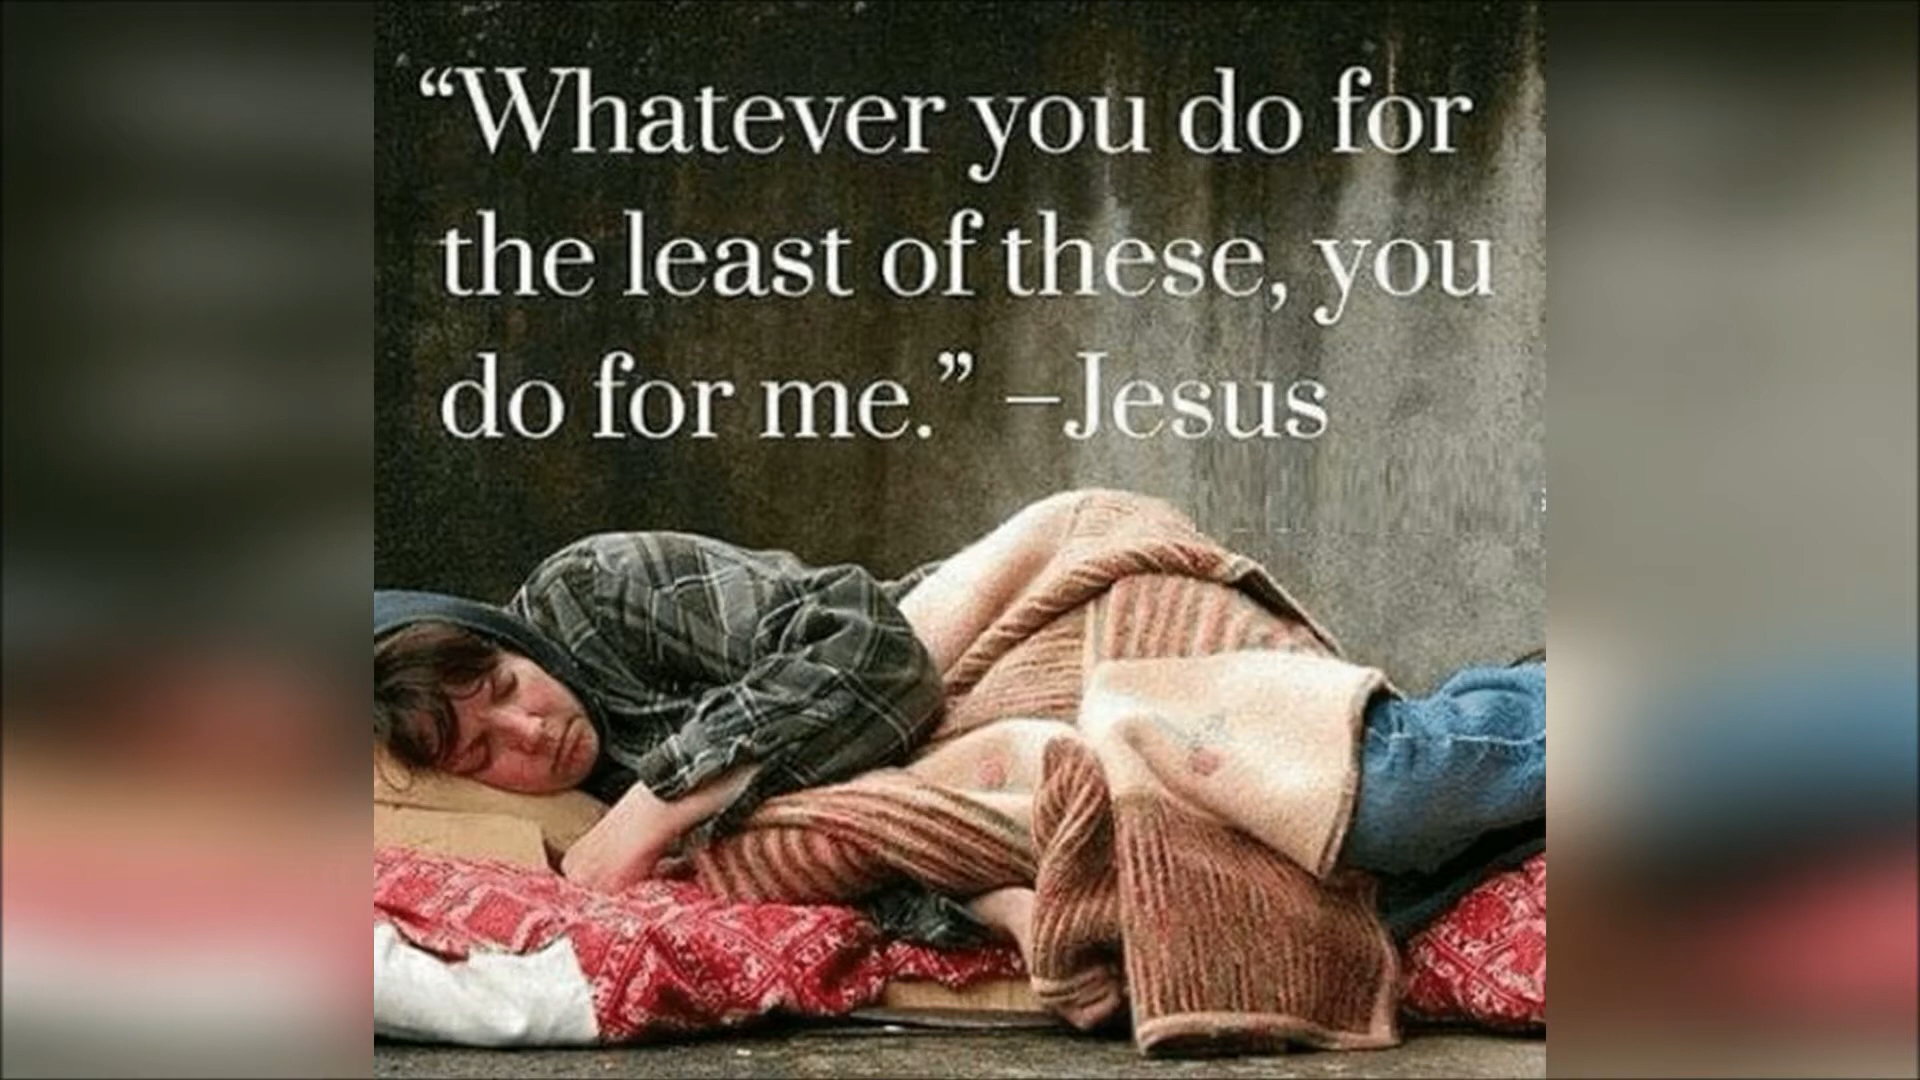 “Whatever you do for
the least of these, you
do for me.” –Jesus